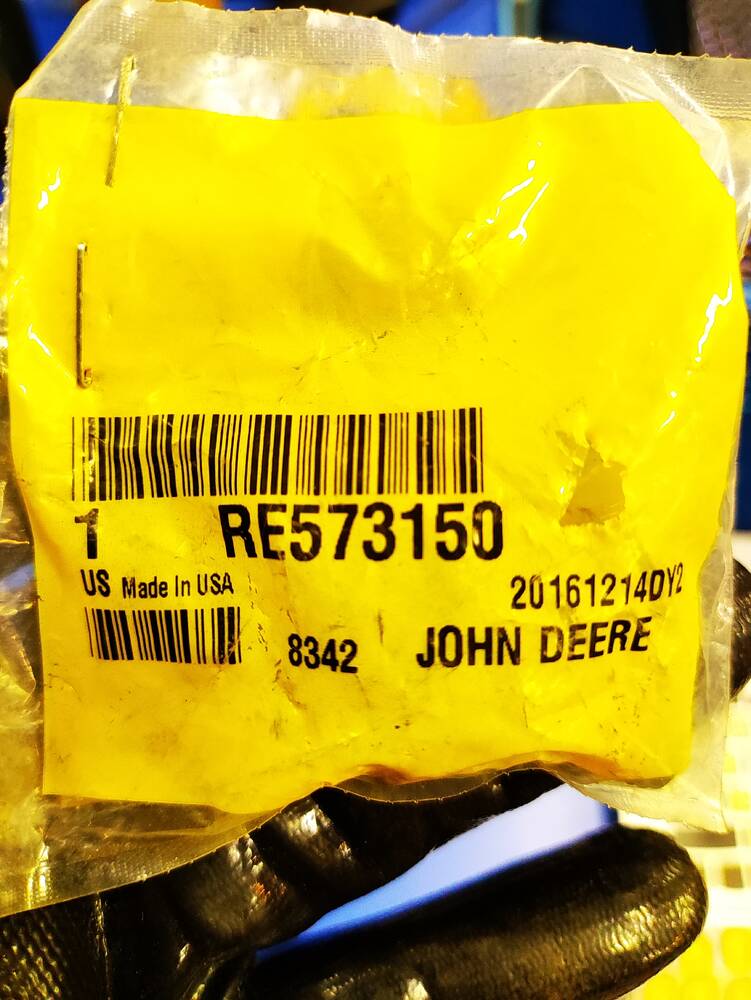 1 RE573150
US Made In USA 20161214DY2
8342 JOHN DEERE